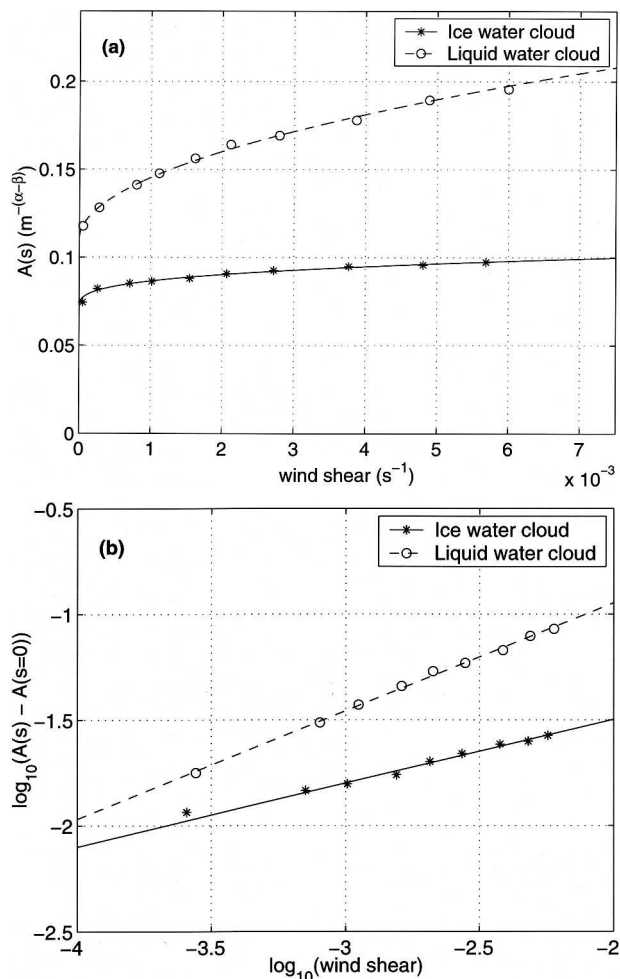 (a)
Ice water cloud
Liquid water cloud
0.2
0.15
0.1
0.05
0
A(s) (m^{-(α-β)})
0 1 2 3 4 5 6 7
wind shear (s⁻¹)
x 10⁻³
(b)
Ice water cloud
Liquid water cloud
-0.5
-1
-1.5
-2
-2.5
log₁₀(A(s) − A(s=0))
-4 -3.5 -3 -2.5 -2
log₁₀(wind shear)